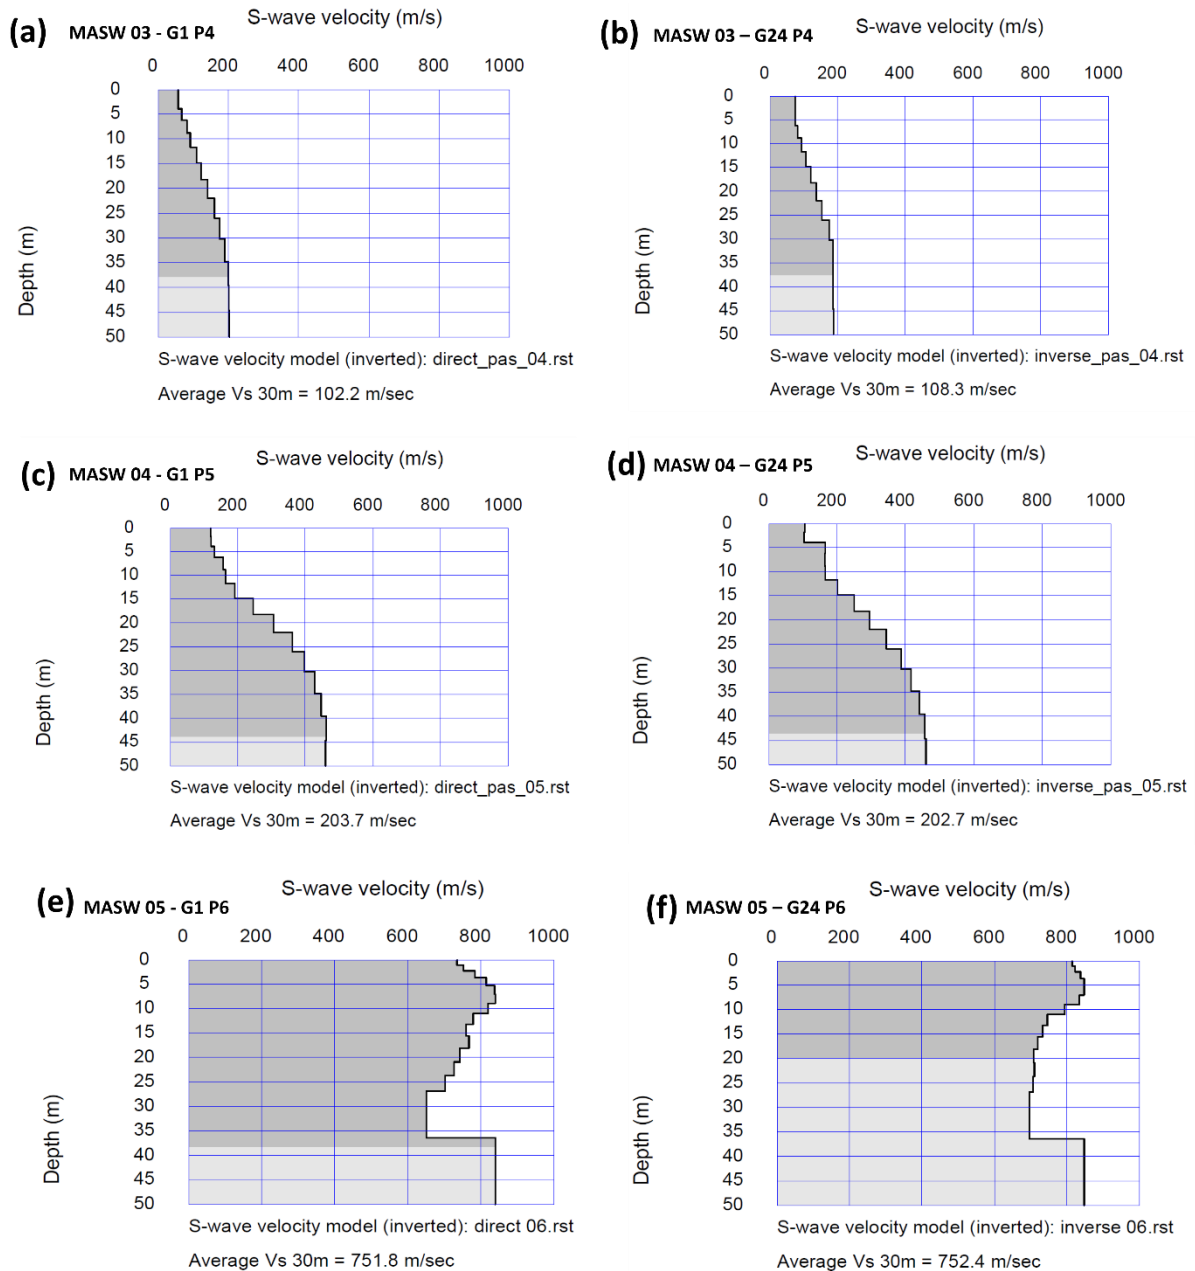 S-wave velocity (m/s)
(a) MASW 03 - G1 P4
0 200 400 600 800 1000
0
5
10
15
20
25
30
35
40
45
50
Depth (m)
S-wave velocity model (inverted): direct_pas_04.rst
Average Vs 30m = 102.2 m/sec
S-wave velocity (m/s)
(b) MASW 03 – G24 P4
0 200 400 600 800 1000
0
5
10
15
20
25
30
35
40
45
50
Depth (m)
S-wave velocity model (inverted): inverse_pas_04.rst
Average Vs 30m = 108.3 m/sec
S-wave velocity (m/s)
(c) MASW 04 - G1 P5
0 200 400 600 800 1000
0
5
10
15
20
25
30
35
40
45
50
Depth (m)
S-wave velocity model (inverted): direct_pas_05.rst
Average Vs 30m = 203.7 m/sec
S-wave velocity (m/s)
(d) MASW 04 – G24 P5
0 200 400 600 800 1000
0
5
10
15
20
25
30
35
40
45
50
Depth (m)
S-wave velocity model (inverted): inverse_pas_05.rst
Average Vs 30m = 202.7 m/sec
S-wave velocity (m/s)
(e) MASW 05 - G1 P6
0 200 400 600 800 1000
0
5
10
15
20
25
30
35
40
45
50
Depth (m)
S-wave velocity model (inverted): direct 06.rst
Average Vs 30m = 751.8 m/sec
S-wave velocity (m/s)
(f) MASW 05 – G24 P6
0 200 400 600 800 1000
0
5
10
15
20
25
30
35
40
45
50
Depth (m)
S-wave velocity model (inverted): inverse 06.rst
Average Vs 30m = 752.4 m/sec